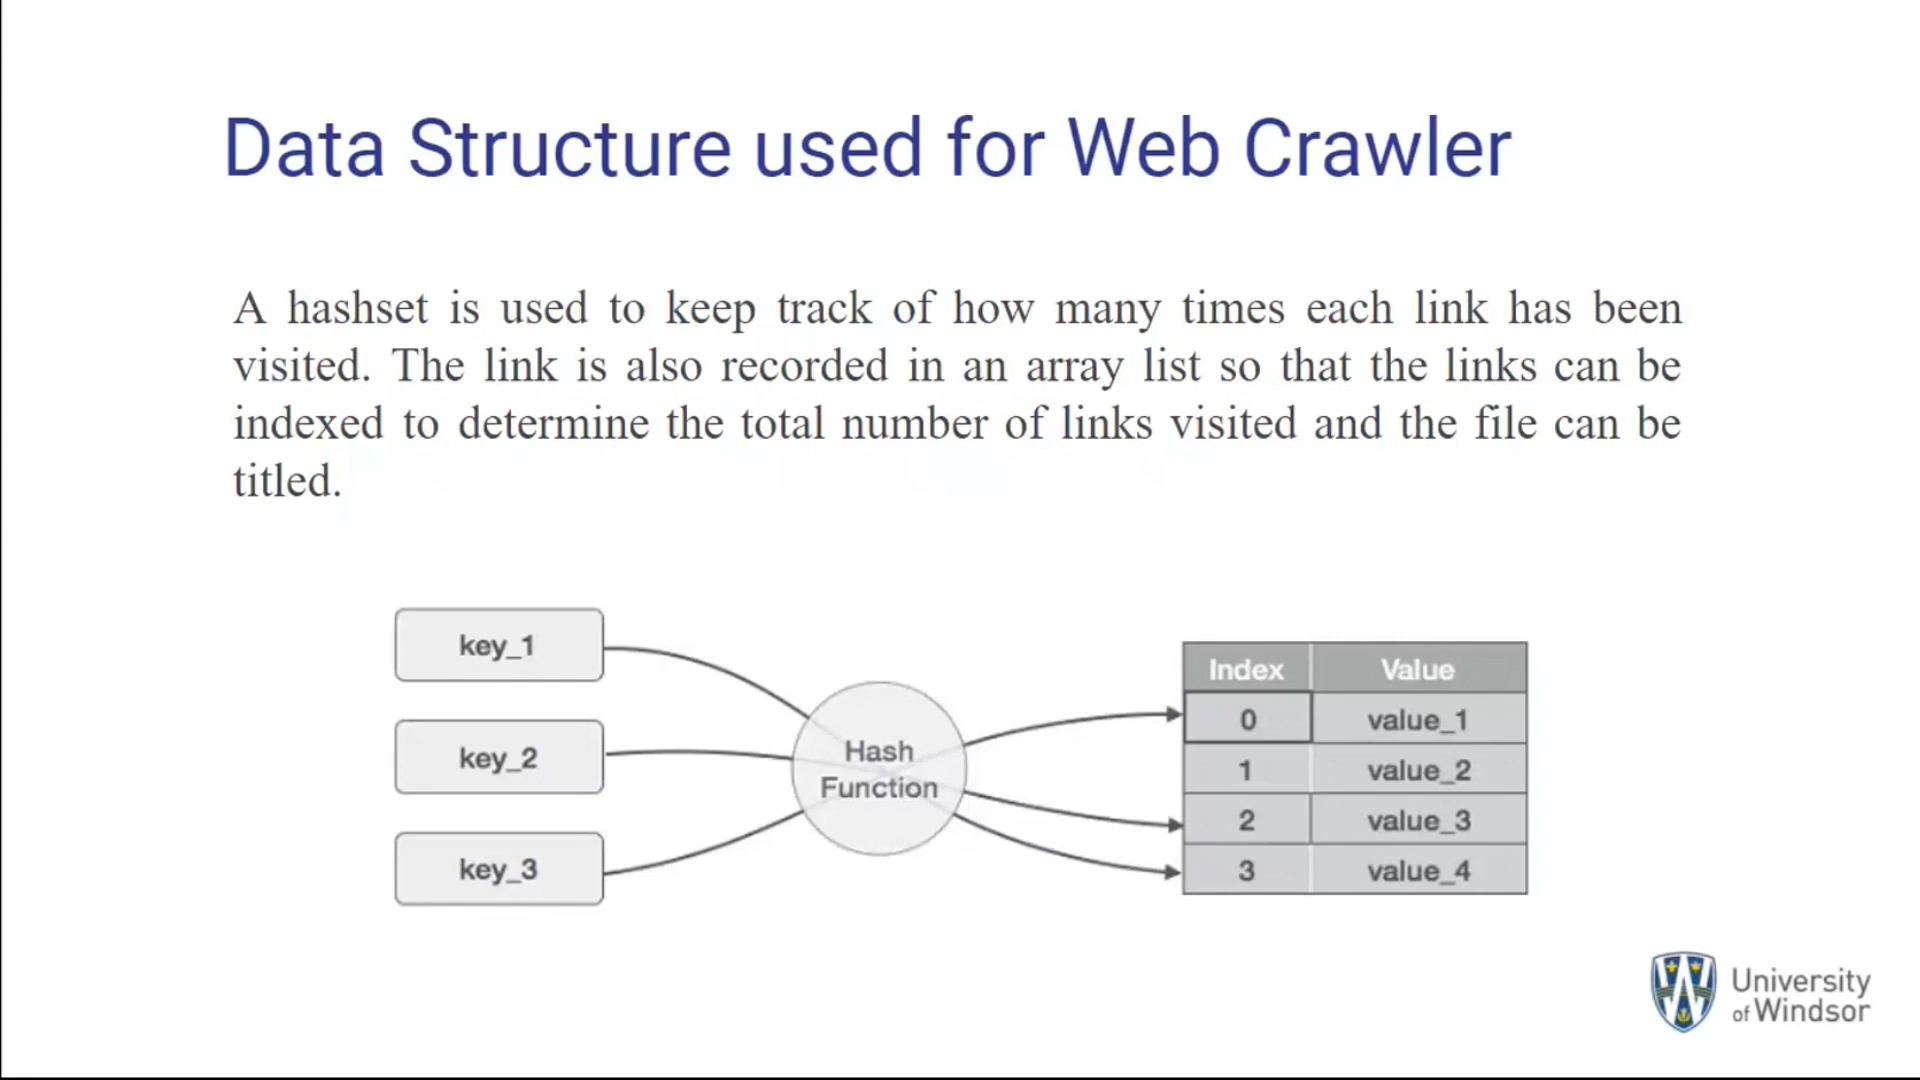 Data Structure used for Web Crawler
A hashset is used to keep track of how many times each link has been
visited. The link is also recorded in an array list so that the links can be
indexed to determine the total number of links visited and the file can be
titled.
key_1
key_2
key_3
Hash
Function
Index Value
0 value_1
1 value_2
2 value_3
3 value_4
University
of Windsor